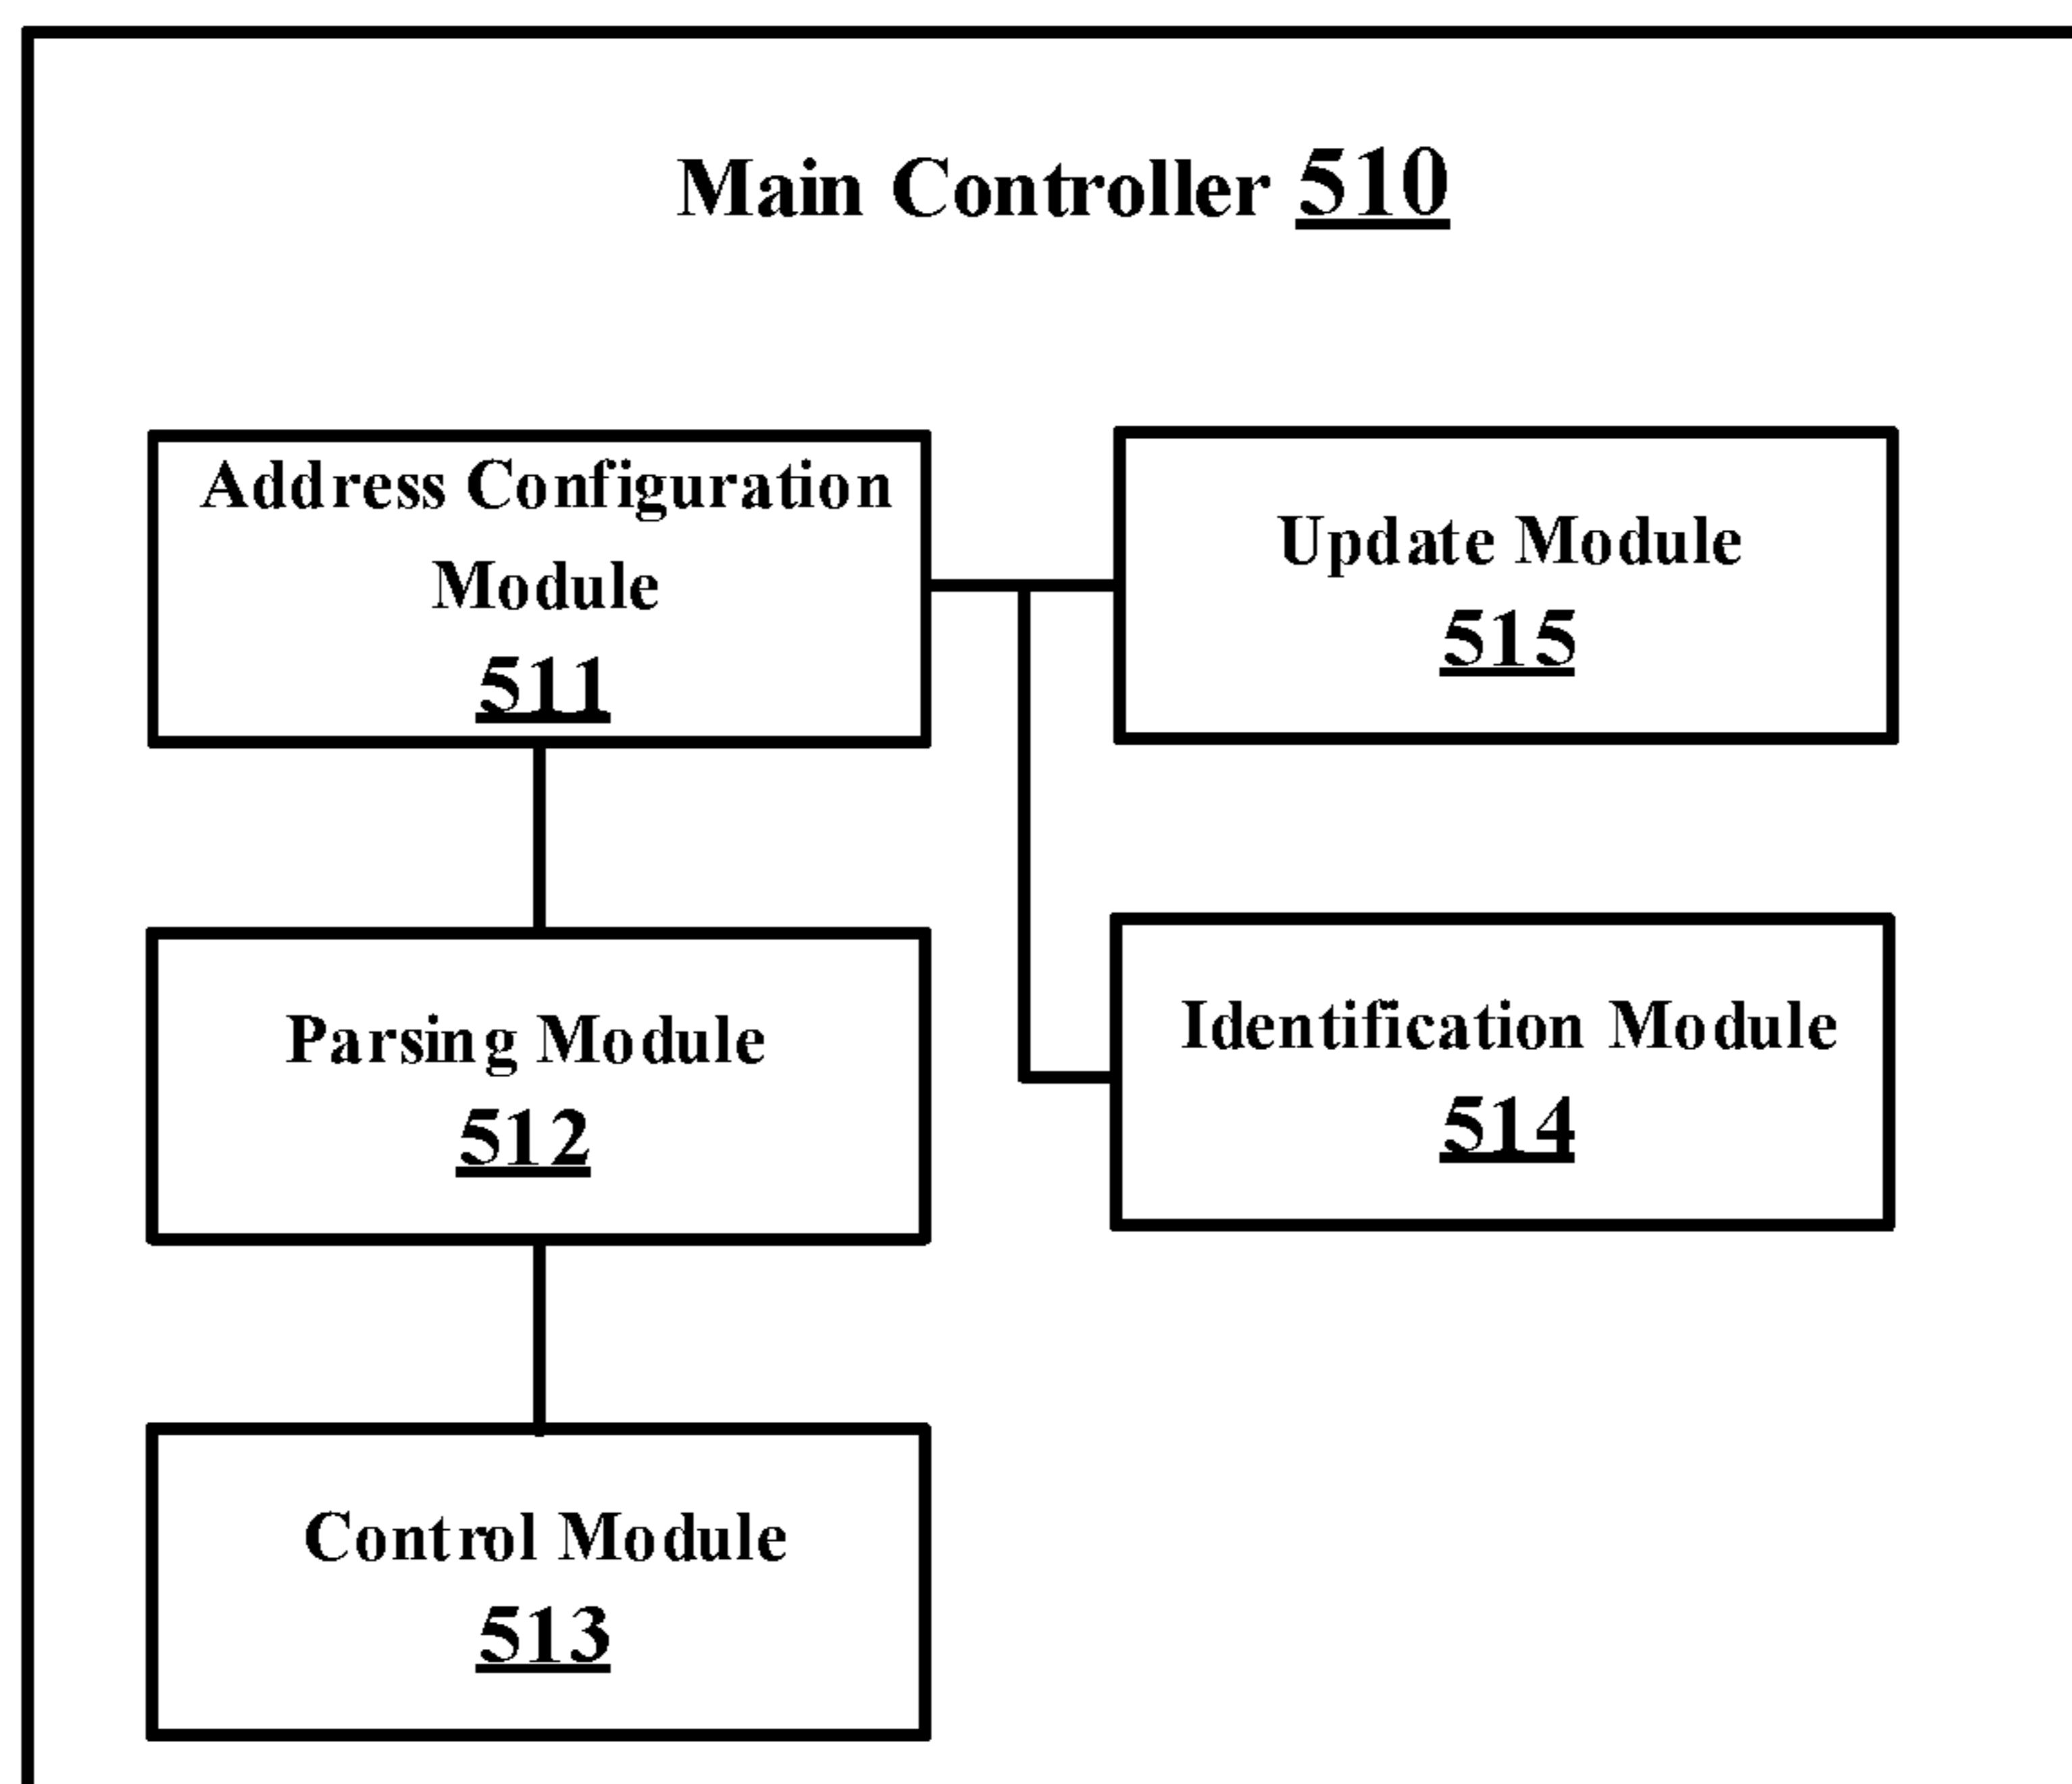 Main Controller 510
Address Configuration
Module
511
Update Module
515
Parsing Module
512
Identification Module
514
Control Module
513